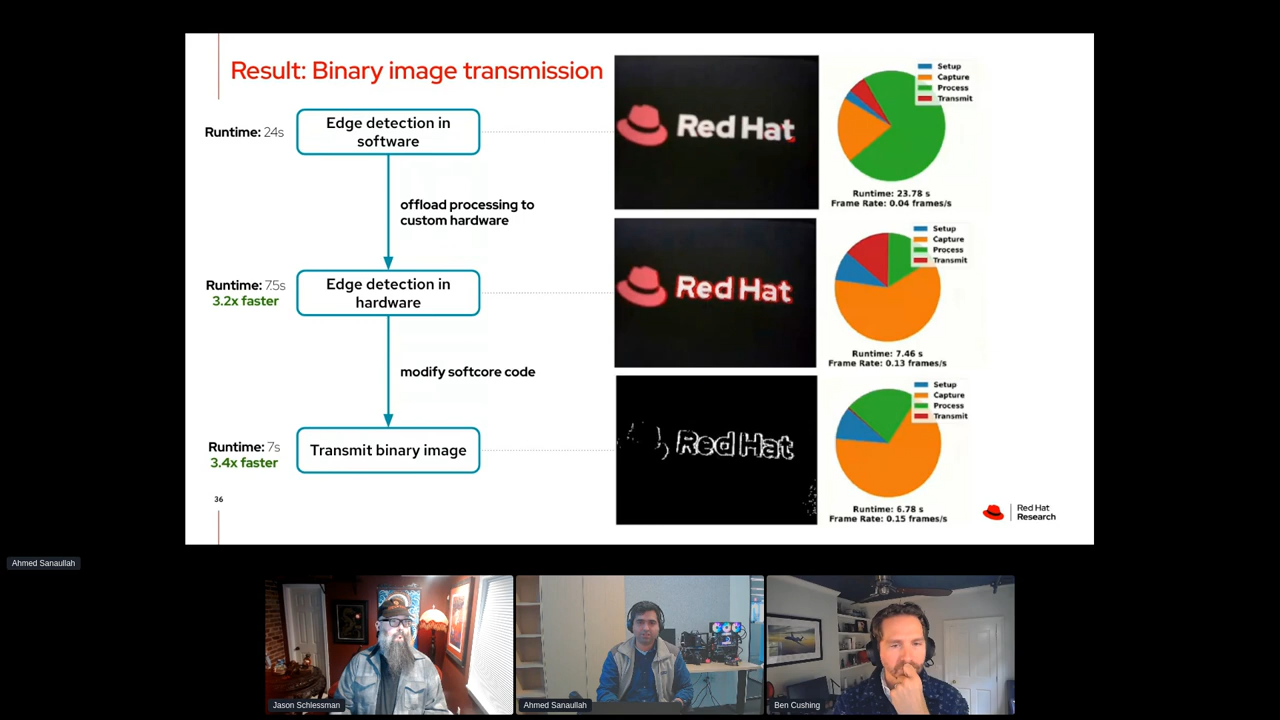 Result: Binary image transmission
Runtime: 24s
Edge detection in
software
offload processing to
custom hardware
Runtime: 7.5s
3.2x faster
Edge detection in
hardware
modify softcore code
Runtime: 7s
3.4x faster
Transmit binary image
36
Red Hat
Setup
Capture
Process
Transmit
Runtime: 23.78 s
Frame Rate: 0.04 frames/s
Red Hat
Setup
Capture
Process
Transmit
Runtime: 7.46 s
Frame Rate: 0.13 frames/s
Red Hat
Setup
Capture
Process
Transmit
Runtime: 6.78 s
Frame Rate: 0.15 frames/s
Red Hat
Research
Ahmed Sanaullah
Jason Schlessman
Ahmed Sanaullah
Ben Cushing